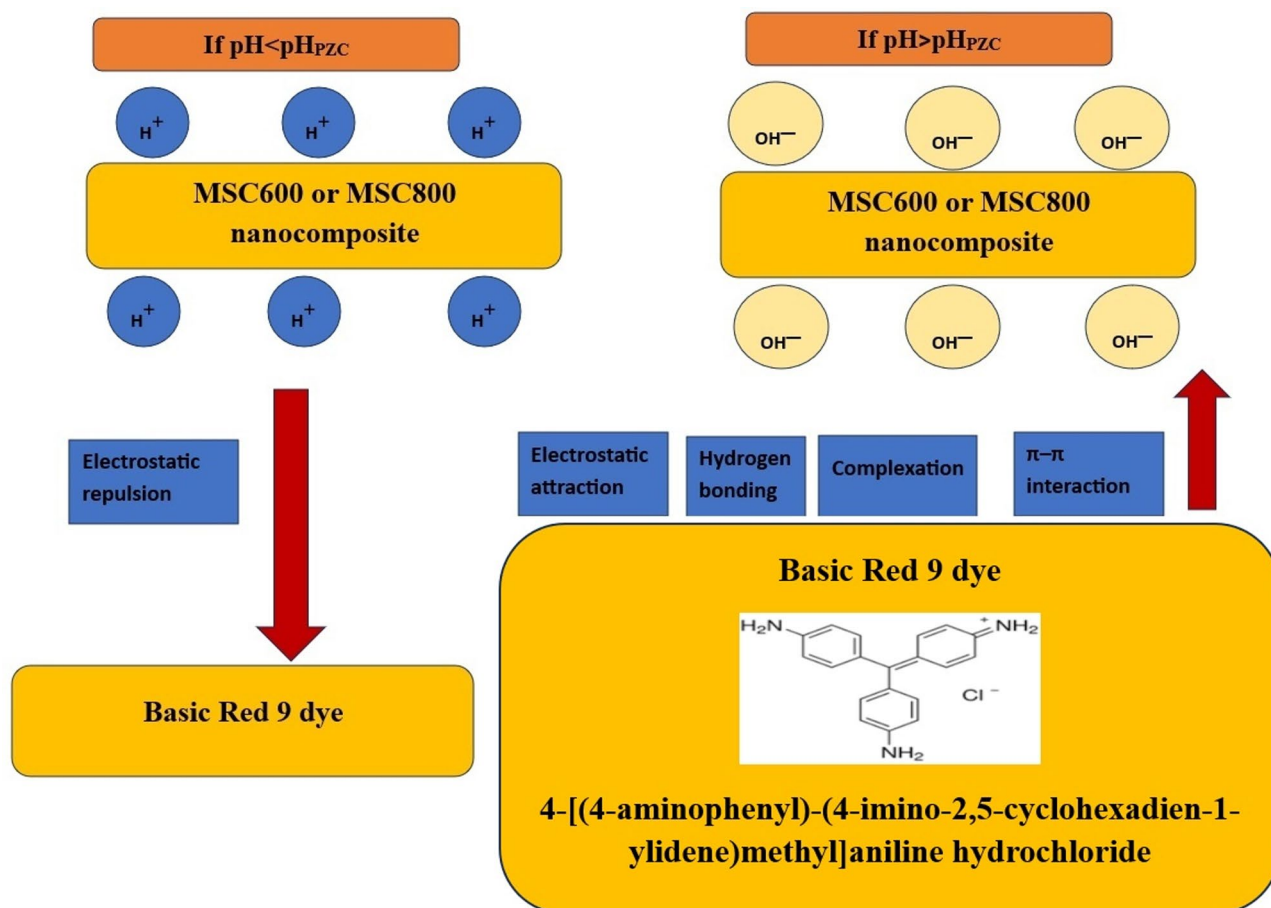 If pH<pHPZC
H+
H+
H+
MSC600 or MSC800
nanocomposite
H+
H+
H+
Electrostatic
repulsion
Basic Red 9 dye
If pH>pHPZC
OH—
OH—
OH—
MSC600 or MSC800
nanocomposite
OH—
OH—
OH—
Electrostatic
attraction
Hydrogen
bonding
Complexation
π–π
interaction
Basic Red 9 dye
H₂N
+
NH₂
Cl⁻
NH₂
4-[(4-aminophenyl)-(4-imino-2,5-cyclohexadien-1-
ylidene)methyl]aniline hydrochloride